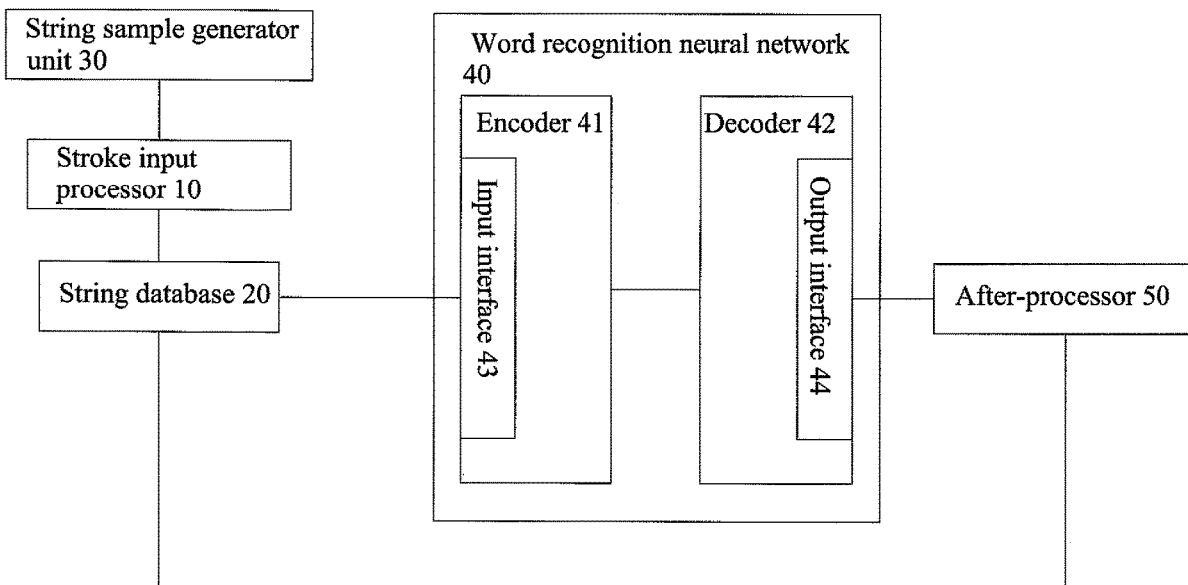 String sample generator
unit 30
Stroke input
processor 10
String database 20
Word recognition neural network
40
Encoder 41
Input interface 43
Decoder 42
Output interface 44
After-processor 50